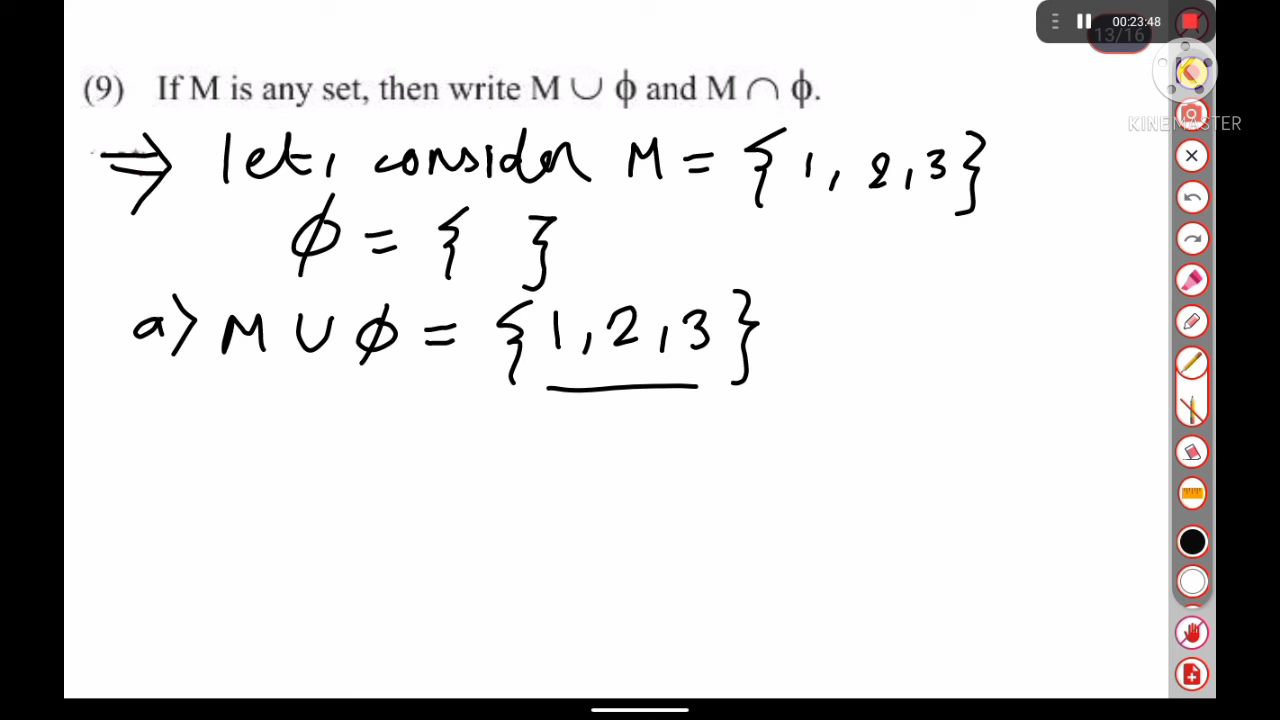 00:23:48
13/16
KINEMASTER
(9) If M is any set, then write M ∪ ϕ and M ∩ ϕ.
⇒ let, consider M = { 1, 2, 3 }
ϕ = { }
a> M ∪ ϕ = { 1, 2, 3 }